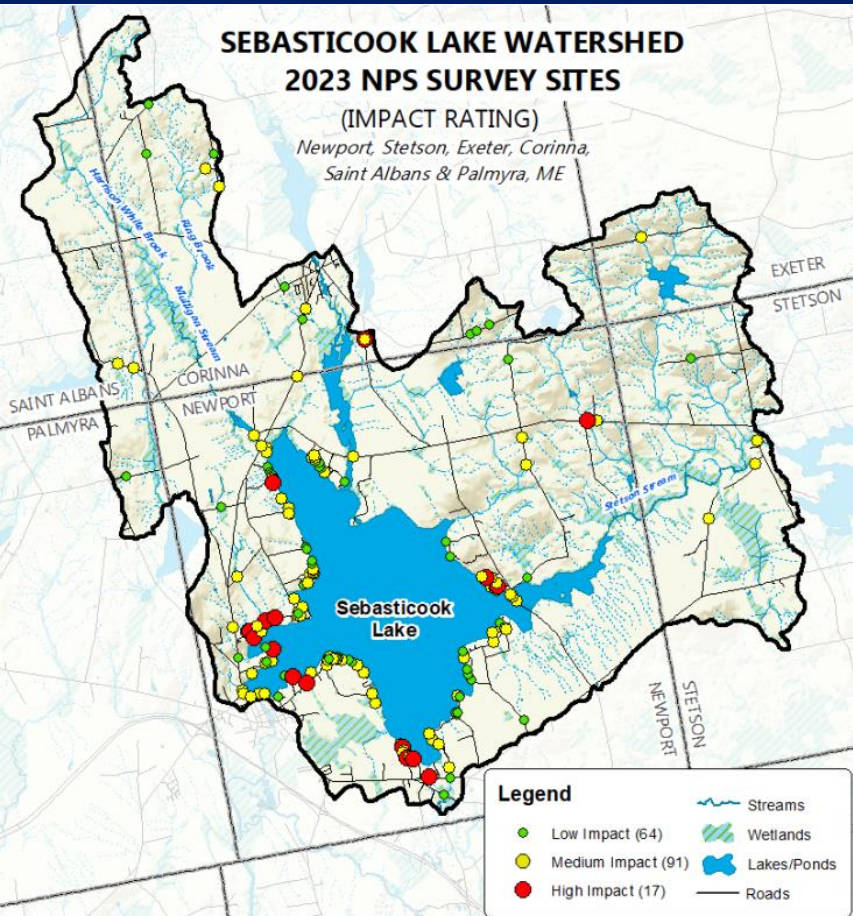 SEBASTICOOK LAKE WATERSHED
2023 NPS SURVEY SITES
(IMPACT RATING)
Newport, Stetson, Exeter, Corinna,
Saint Albans & Palmyra, ME
Harrison White Brook
Ring Brook
Mulligan Stream
EXETER
STETSON
SAINT ALBANS
CORINNA
PALMYRA
NEWPORT
Stetson Stream
Sebasticook
Lake
NEWPORT
STETSON
Legend
Low Impact (64)
Medium Impact (91)
High Impact (17)
Streams
Wetlands
Lakes/Ponds
Roads